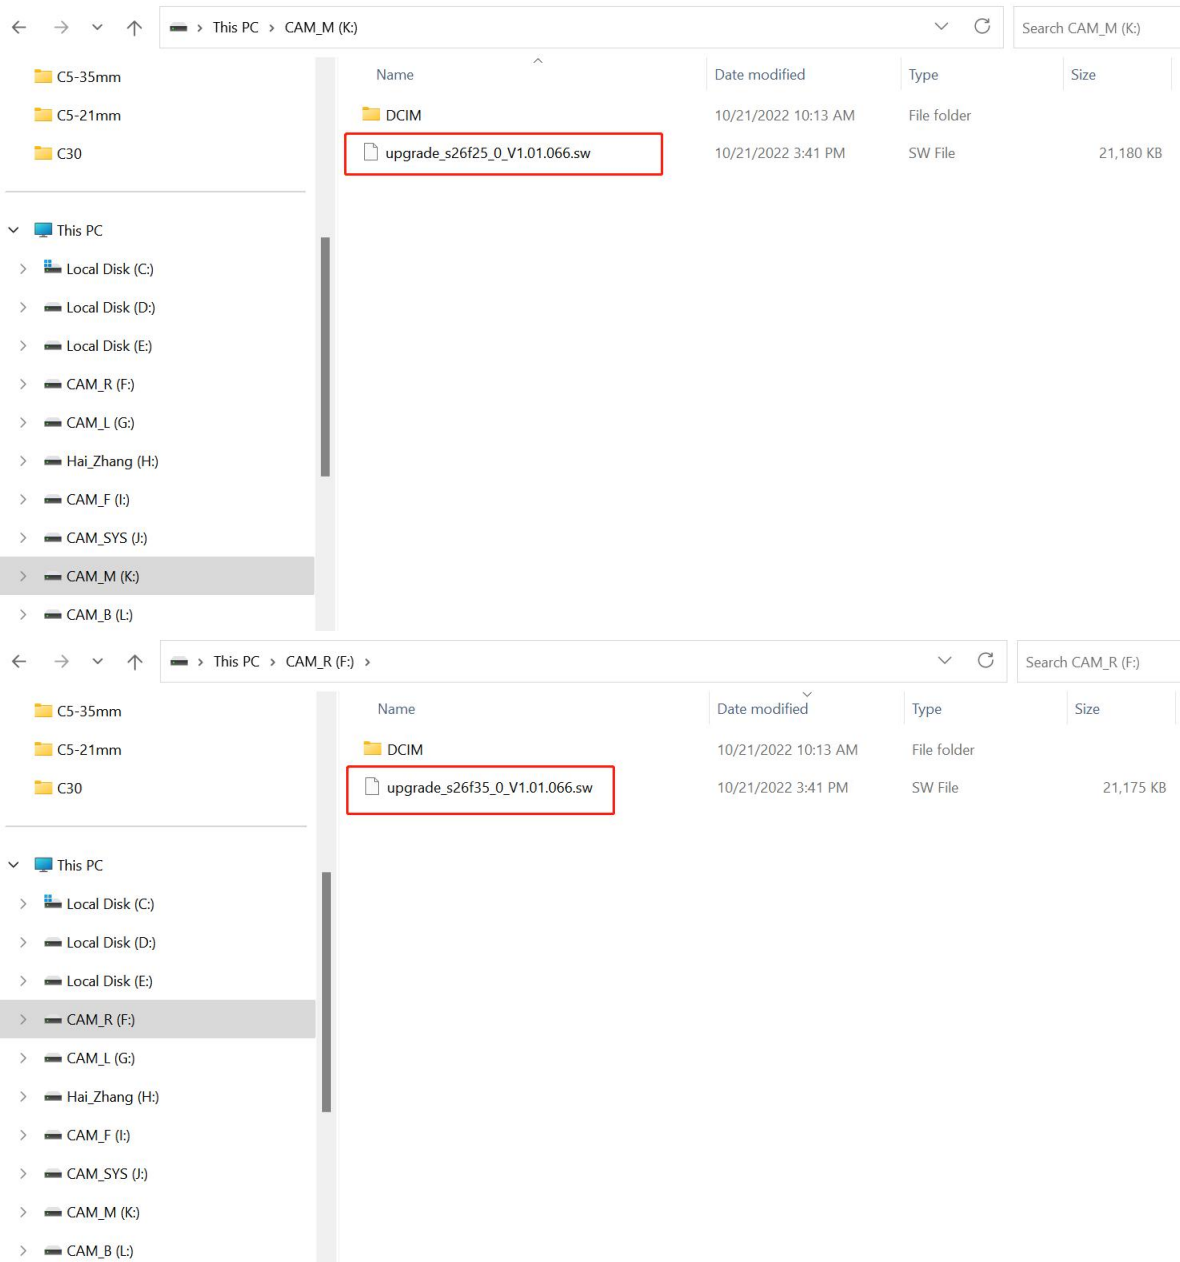 This PC > CAM_M (K:)
Search CAM_M (K:)
C5-35mm
C5-21mm
C30
This PC
Local Disk (C:)
Local Disk (D:)
Local Disk (E:)
CAM_R (F:)
CAM_L (G:)
Hai_Zhang (H:)
CAM_F (I:)
CAM_SYS (J:)
CAM_M (K:)
CAM_B (L:)
Name Date modified Type Size
DCIM 10/21/2022 10:13 AM File folder
upgrade_s26f25_0_V1.01.066.sw 10/21/2022 3:41 PM SW File 21,180 KB
This PC > CAM_R (F:) >
Search CAM_R (F:)
C5-35mm
C5-21mm
C30
This PC
Local Disk (C:)
Local Disk (D:)
Local Disk (E:)
CAM_R (F:)
CAM_L (G:)
Hai_Zhang (H:)
CAM_F (I:)
CAM_SYS (J:)
CAM_M (K:)
CAM_B (L:)
Name Date modified Type Size
DCIM 10/21/2022 10:13 AM File folder
upgrade_s26f35_0_V1.01.066.sw 10/21/2022 3:41 PM SW File 21,175 KB